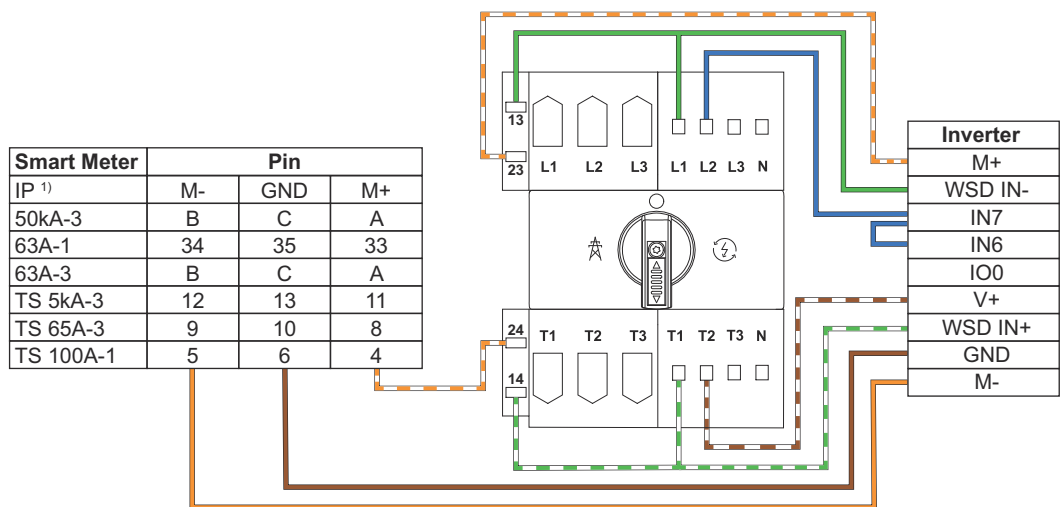 Smart Meter Pin
IP 1) M- GND M+
50kA-3 B C A
63A-1 34 35 33
63A-3 B C A
TS 5kA-3 12 13 11
TS 65A-3 9 10 8
TS 100A-1 5 6 4
13
23 L1 L2 L3 L1 L2 L3 N
24 T1 T2 T3 T1 T2 T3 N
14
Inverter
M+
WSD IN-
IN7
IN6
IO0
V+
WSD IN+
GND
M-